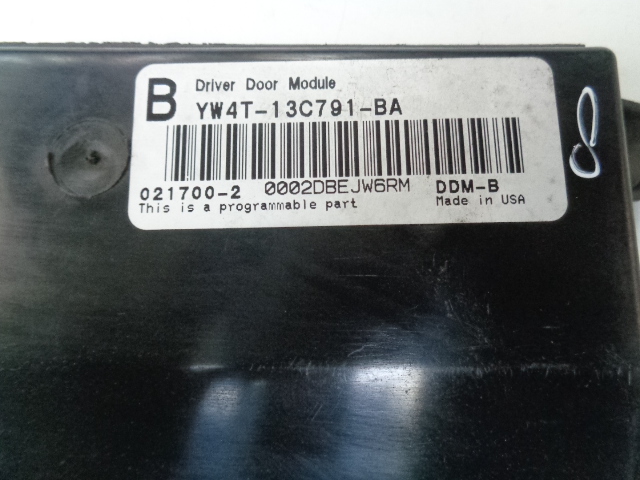 B Driver Door Module
YW4T-13C791-BA
021700-2 0002DBEJW6RM DDM-B
This is a programmable part Made in USA